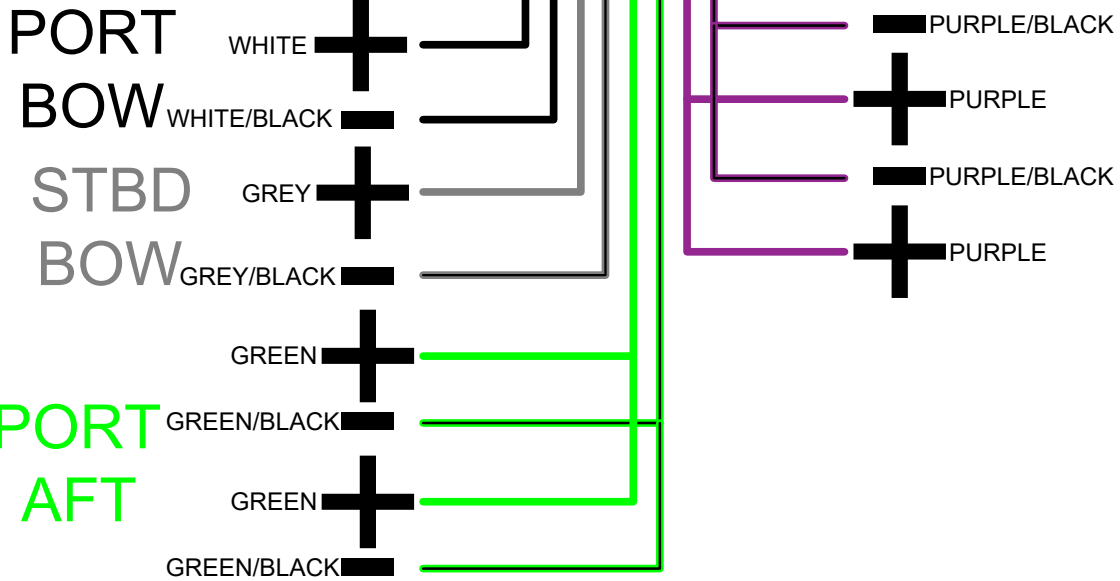 PORT
BOW
WHITE
WHITE/BLACK
STBD
BOW
GREY
GREY/BLACK
PORT
AFT
GREEN
GREEN/BLACK
GREEN
GREEN/BLACK
PURPLE/BLACK
PURPLE
PURPLE/BLACK
PURPLE